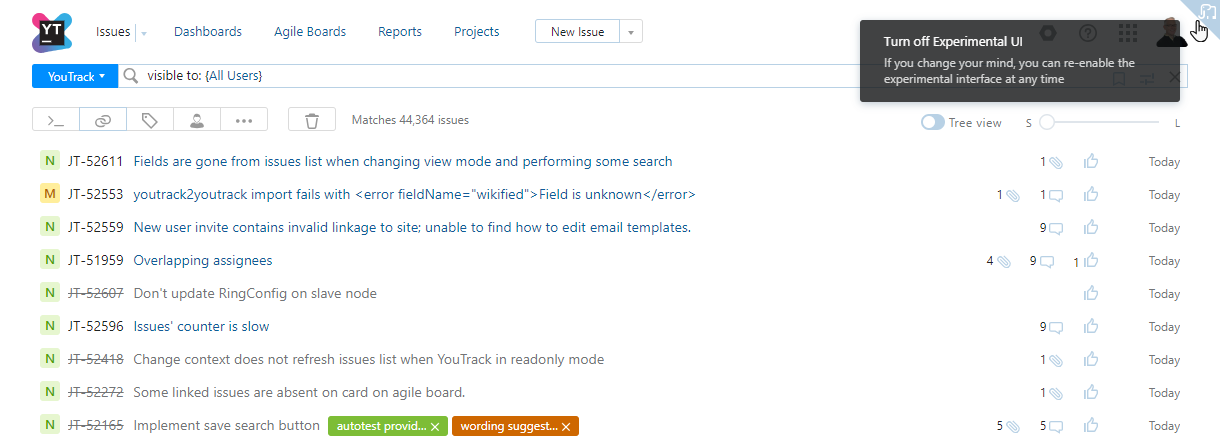 YT
Issues Dashboards Agile Boards Reports Projects New Issue
Turn off Experimental UI
If you change your mind, you can re-enable the
experimental interface at any time
YouTrack visible to: {All Users}
>_ Matches 44,364 issues Tree view S L
N JT-52611 Fields are gone from issues list when changing view mode and performing some search 1 Today
M JT-52553 youtrack2youtrack import fails with <error fieldName="wikified">Field is unknown</error> 1 1 Today
N JT-52559 New user invite contains invalid linkage to site; unable to find how to edit email templates. 9 Today
N JT-51959 Overlapping assignees 4 9 1 Today
N JT-52607 Don't update RingConfig on slave node Today
N JT-52596 Issues' counter is slow 9 Today
N JT-52418 Change context does not refresh issues list when YouTrack in readonly mode 1 Today
N JT-52272 Some linked issues are absent on card on agile board. 1 Today
N JT-52165 Implement save search button autotest provid... × wording suggest... × 5 5 Today